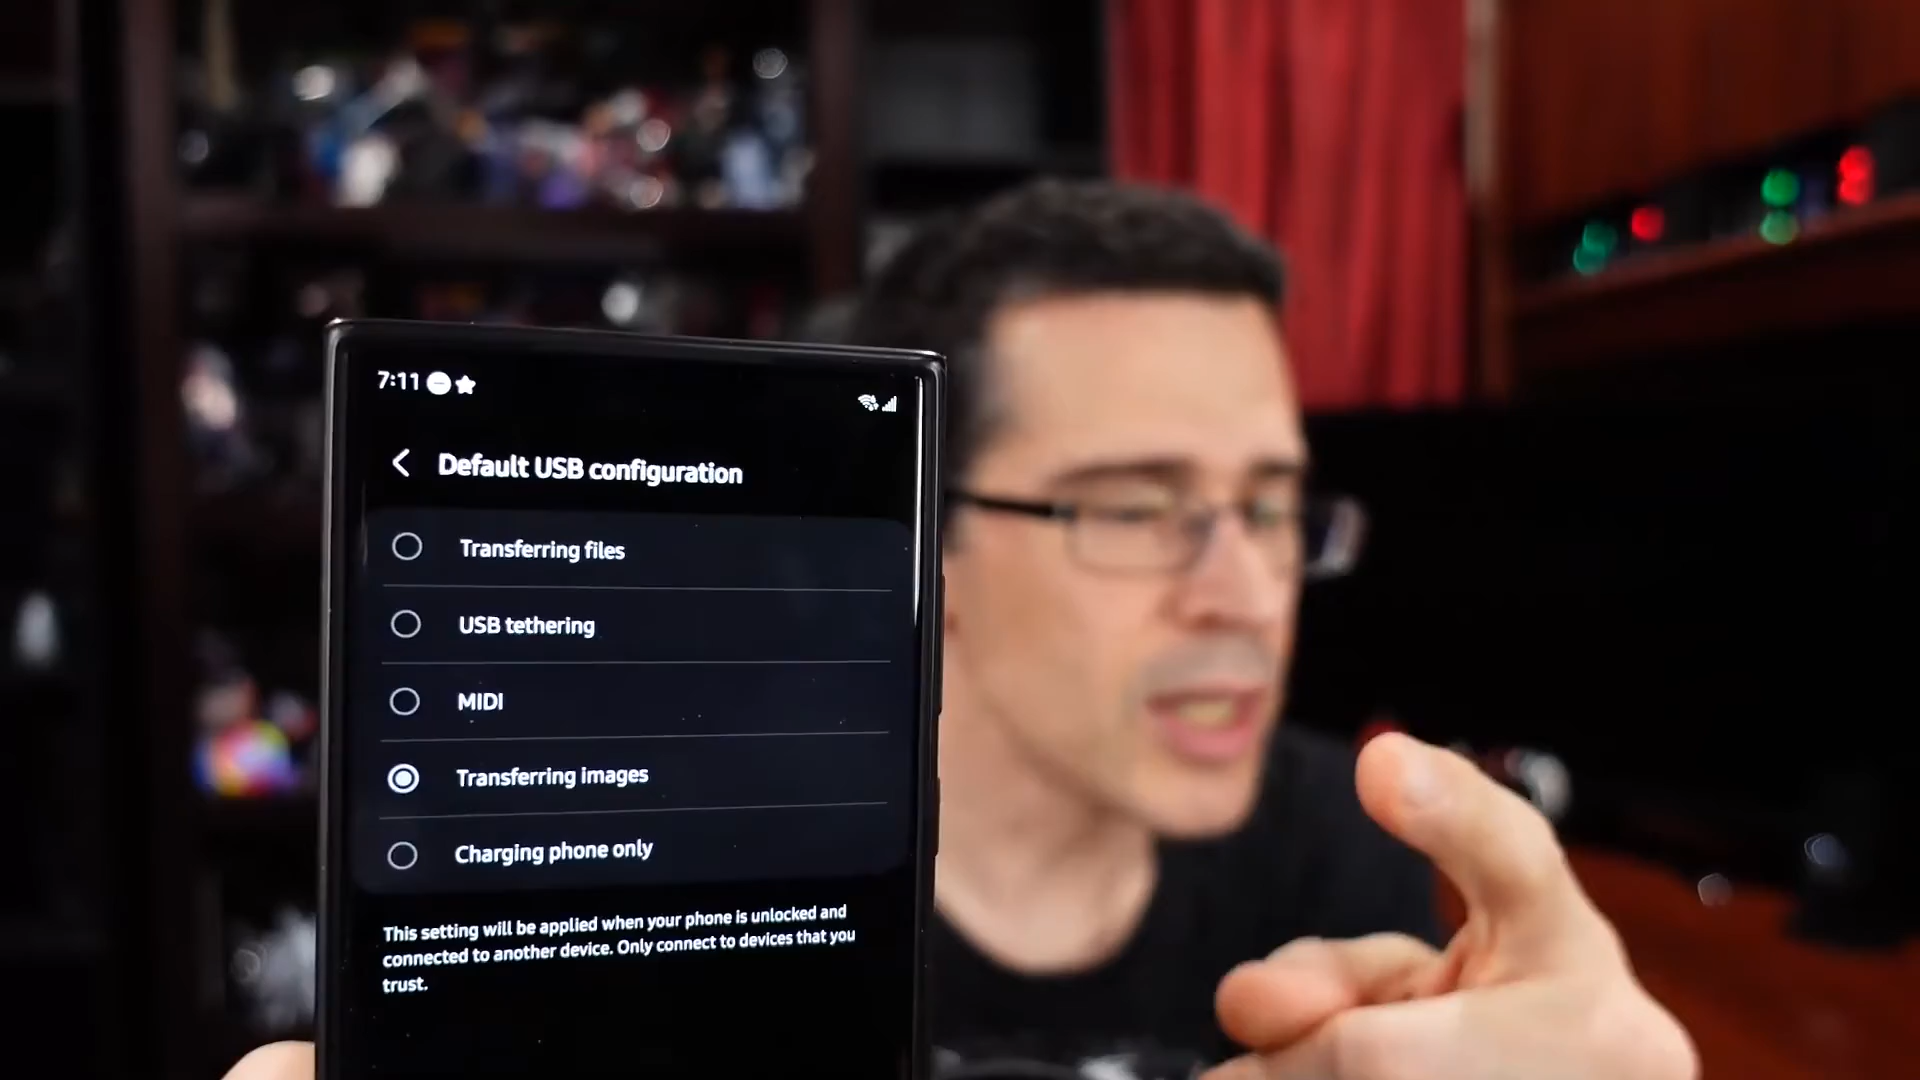 7:11
Default USB configuration
Transferring files
USB tethering
MIDI
Transferring images
Charging phone only
This setting will be applied when your phone is unlocked and
connected to another device. Only connect to devices that you
trust.